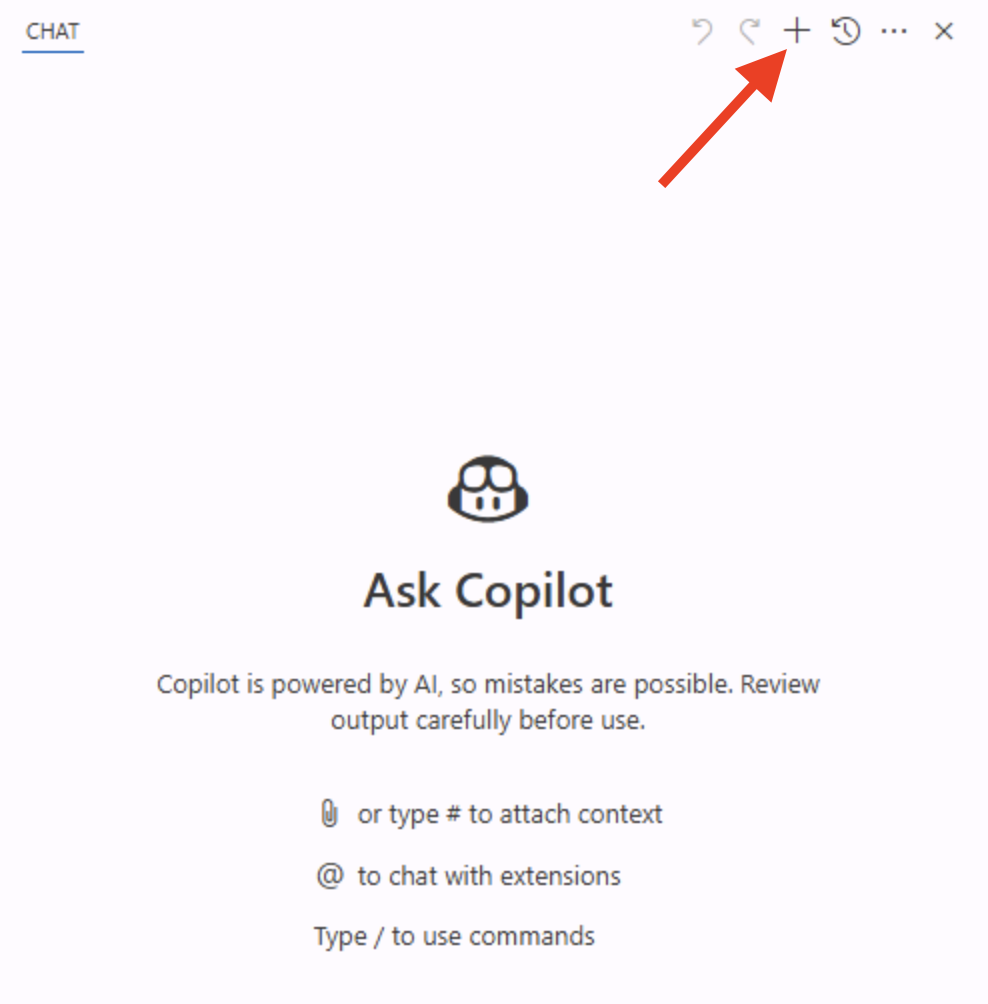 CHAT
Ask Copilot
Copilot is powered by AI, so mistakes are possible. Review
output carefully before use.
or type # to attach context
@ to chat with extensions
Type / to use commands